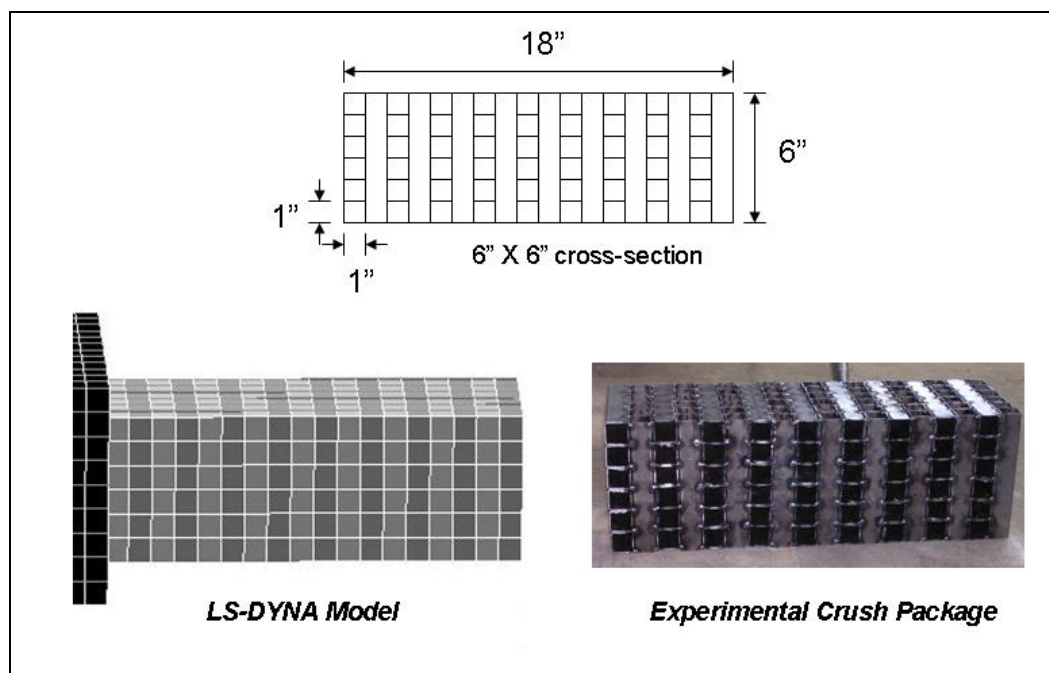 18”
6”
1”
1”
6” X 6” cross-section
LS-DYNA Model
Experimental Crush Package